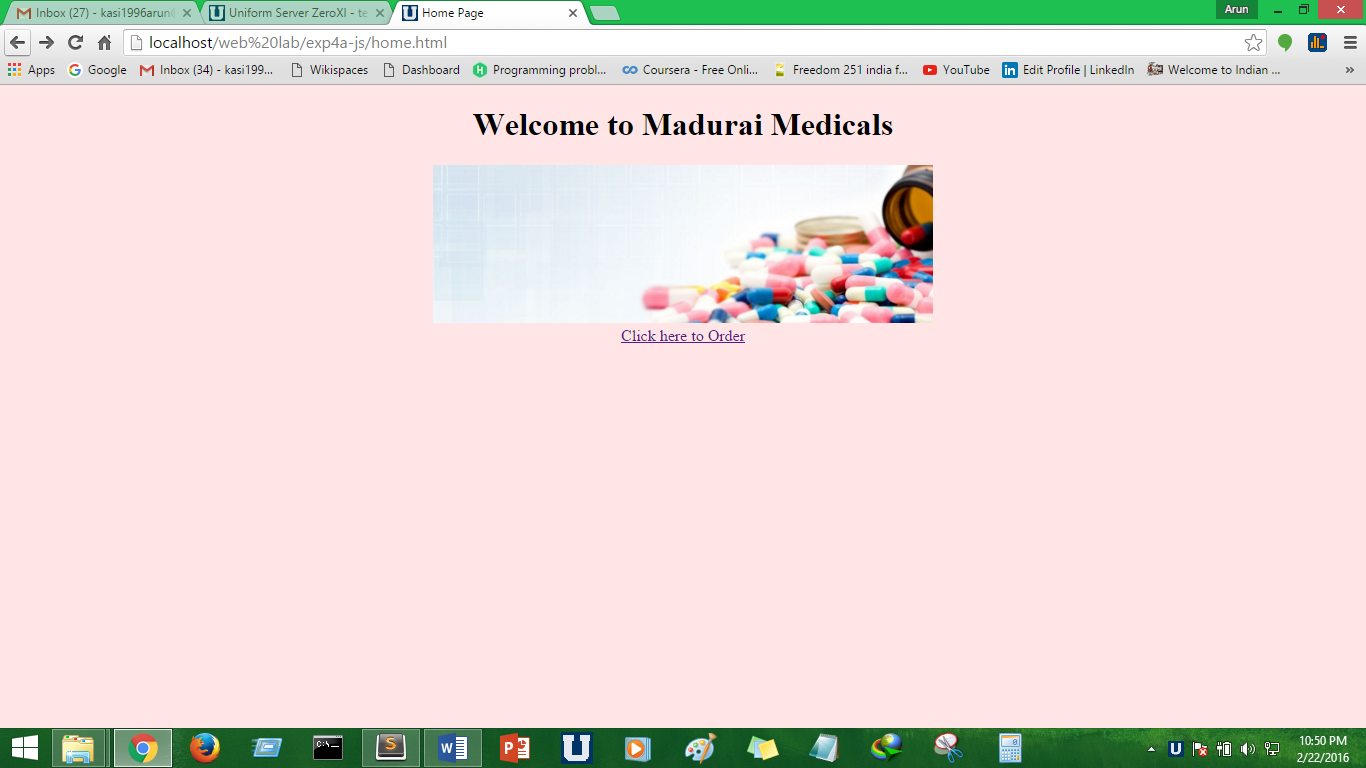 Inbox (27) - kasi1996arun@
Uniform Server ZeroXI - te
Home Page
Arun
localhost/web%20lab/exp4a-js/home.html
Apps
Google
Inbox (34) - kasi199...
Wikispaces
Dashboard
Programming probl...
Coursera - Free Onli...
Freedom 251 india f...
YouTube
Edit Profile | LinkedIn
Welcome to Indian ...
»
Welcome to Madurai Medicals
Click here to Order
10:50 PM
2/22/2016